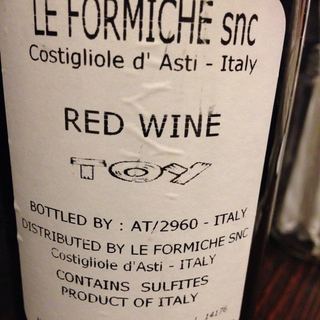 LE FORMICHE snc
Costigliole d' Asti - Italy
RED WINE
TOY
BOTTLED BY : AT/2960 - ITALY
DISTRIBUTED BY LE FORMICHE SNC
Costigliole d'Asti - ITALY
CONTAINS SULFITES
PRODUCT OF ITALY
14176